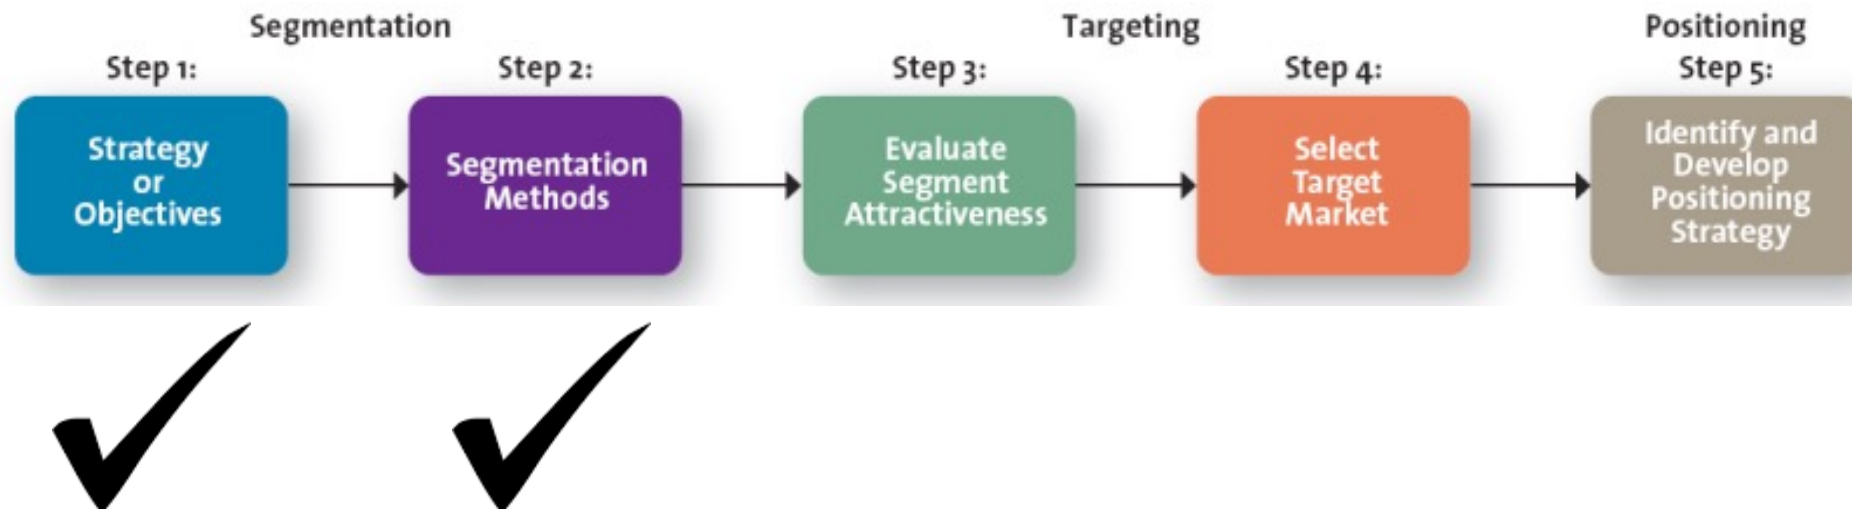 Segmentation
Targeting
Positioning
Step 1:
Step 2:
Step 3:
Step 4:
Step 5:
Strategy
or
Objectives
Segmentation
Methods
Evaluate
Segment
Attractiveness
Select
Target
Market
Identify and
Develop
Positioning
Strategy